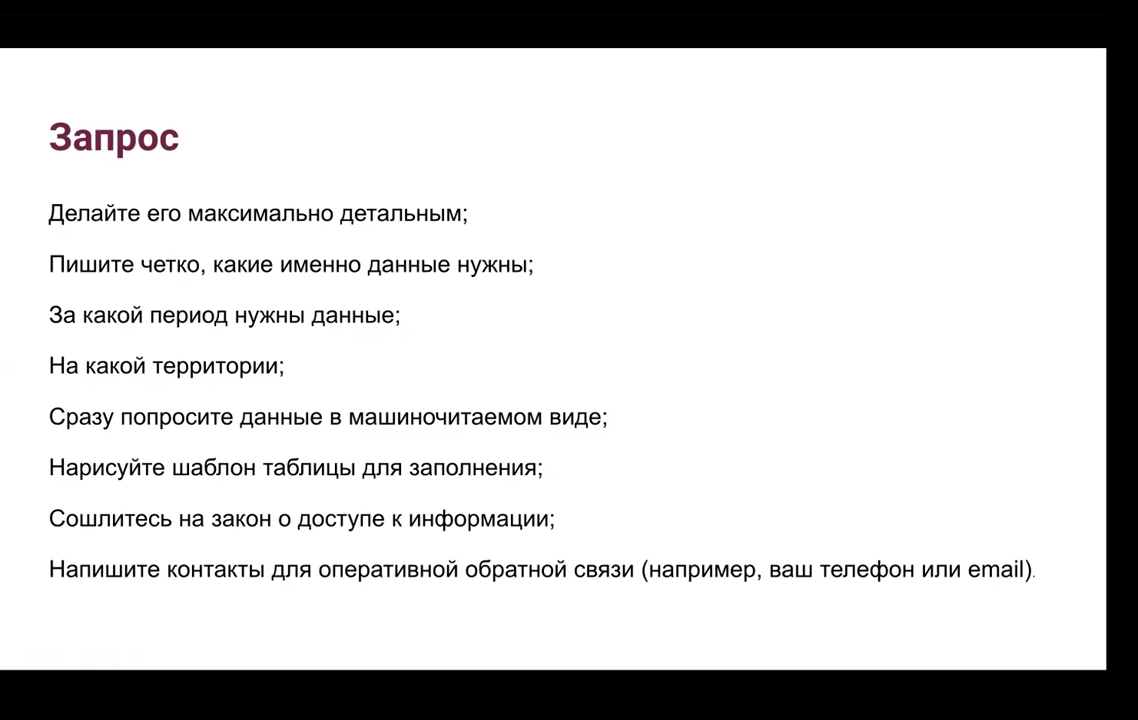 Запрос
Делайте его максимально детальным;
Пишите четко, какие именно данные нужны;
За какой период нужны данные;
На какой территории;
Сразу попросите данные в машиночитаемом виде;
Нарисуйте шаблон таблицы для заполнения;
Сошлитесь на закон о доступе к информации;
Напишите контакты для оперативной обратной связи (например, ваш телефон или email).